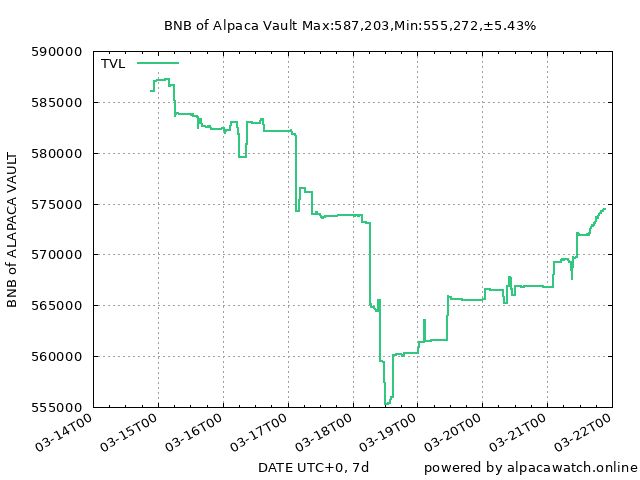 BNB of Alpaca Vault Max:587,203,Min:555,272,±5.43%
TVL
590000
585000
580000
575000
570000
565000
560000
555000
BNB of ALAPACA VAULT
03-14T00
03-15T00
03-16T00
03-17T00
03-18T00
03-19T00
03-20T00
03-21T00
03-22T00
DATE UTC+0, 7d
powered by alpacawatch.online